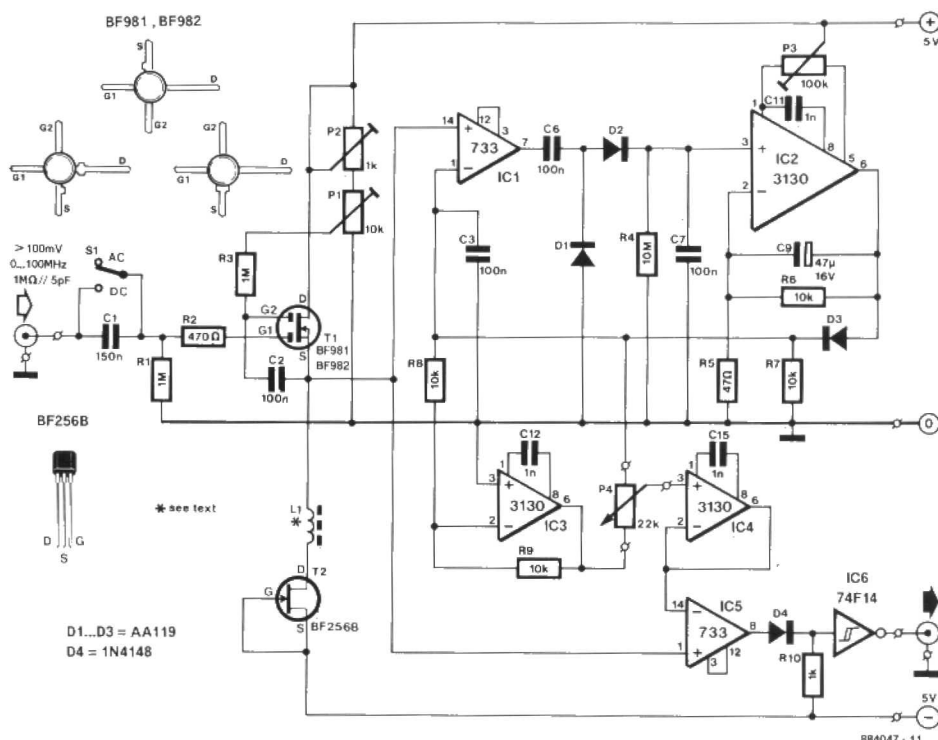 BF981 , BF982
S
D
G1
G2
G2
G1
D
S
G2
G1
D
S
> 100mV
0...100MHz
1MΩ// 5pF
S1
AC
DC
C1
150n
R1
1M
R2
470Ω
R3
1M
C2
100n
G2
G1
D
S
T1
BF981
BF982
P2
1k
P1
10k
BF256B
D
S
G
* see text
L1
*
D
G
S
T2
BF256B
D1...D3 = AA119
D4 = 1N4148
14
+
1
−
12
3
7
733
IC1
C6
100n
D2
C3
100n
D1
R4
10M
C7
100n
P3
100k
C11
1n
1
8
5
6
3
+
2
−
IC2
3130
C9
47µ
16V
R6
10k
D3
R5
47Ω
R7
10k
R8
10k
C12
1n
1
8
6
3
+
2
−
3130
IC3
R9
10k
P4
22k
C15
1n
1
8
6
3
+
2
−
3130
IC4
14
−
1
+
IC5
733
8
3
12
D4
R10
1k
IC6
74F14
+
5V
0
5V
−
884047 - 11